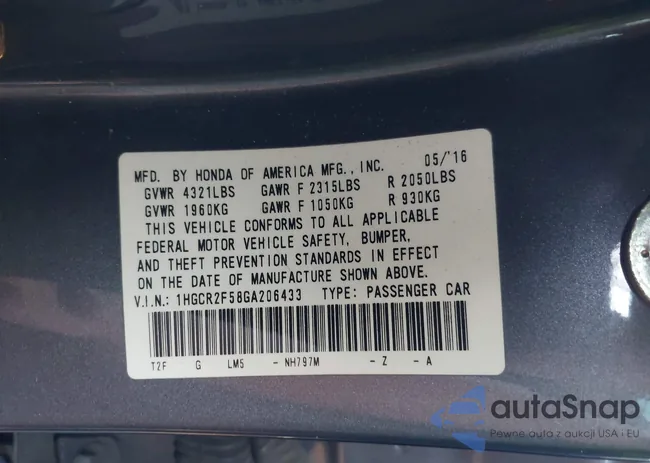 MFD. BY HONDA OF AMERICA MFG., INC. 05/'16
GVWR 4321LBS GAWR F 2315LBS R 2050LBS
GVWR 1960KG GAWR F 1050KG R 930KG
THIS VEHICLE CONFORMS TO ALL APPLICABLE
FEDERAL MOTOR VEHICLE SAFETY, BUMPER,
AND THEFT PREVENTION STANDARDS IN EFFECT
ON THE DATE OF MANUFACTURE SHOWN ABOVE.
V.I.N.: 1HGCR2F58GA206433 TYPE: PASSENGER CAR
T2F G LM5 - NH797M - Z - A
autaSnap
Pewne auta z aukcji USA i EU